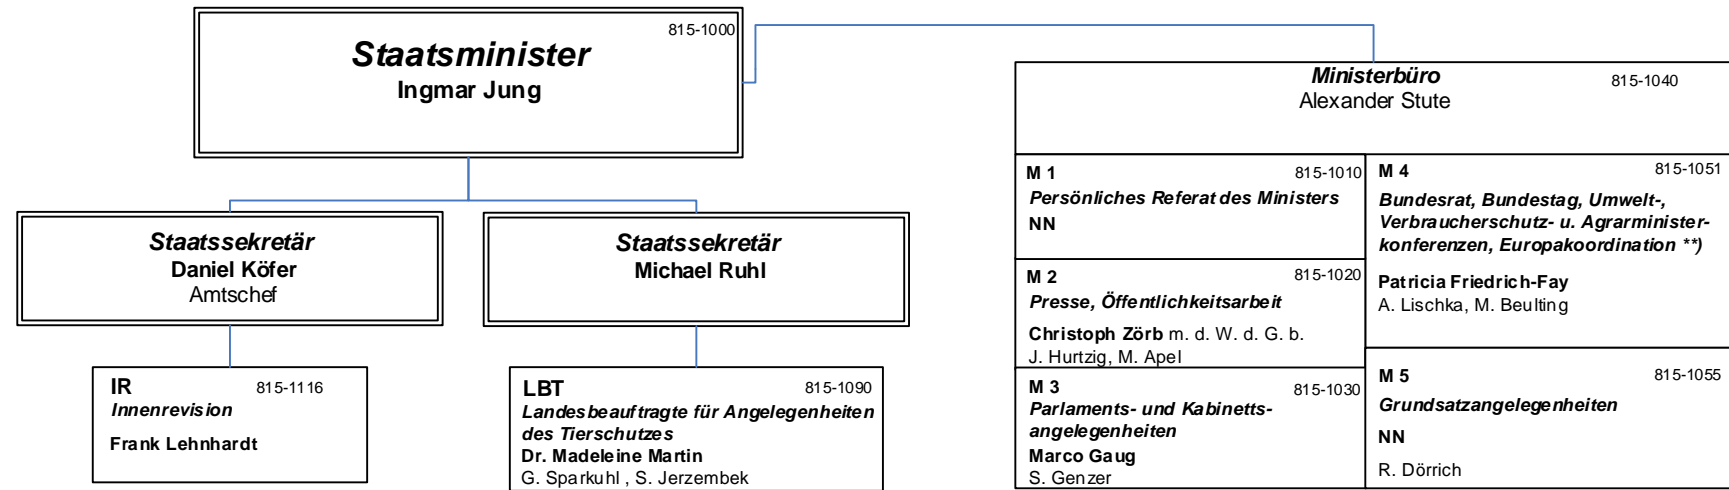 815-1000
Staatsminister
Ingmar Jung
Staatssekretär
Daniel Köfer
Amtschef
Staatssekretär
Michael Ruhl
IR 815-1116
Innenrevision
Frank Lehnhardt
LBT 815-1090
Landesbeauftragte für Angelegenheiten
des Tierschutzes
Dr. Madeleine Martin
G. Sparkuhl , S. Jerzembek
Ministerbüro 815-1040
Alexander Stute
M 1 815-1010
Persönliches Referat des Ministers
NN
M 2 815-1020
Presse, Öffentlichkeitsarbeit
Christoph Zörb m. d. W. d. G. b.
J. Hurtzig, M. Apel
M 3 815-1030
Parlaments- und Kabinetts-
angelegenheiten
Marco Gaug
S. Genzer
M 4 815-1051
Bundesrat, Bundestag, Umwelt-,
Verbraucherschutz- u. Agrarminister-
konferenzen, Europakoordination **)
Patricia Friedrich-Fay
A. Lischka, M. Beulting
M 5 815-1055
Grundsatzangelegenheiten
NN
R. Dörrich